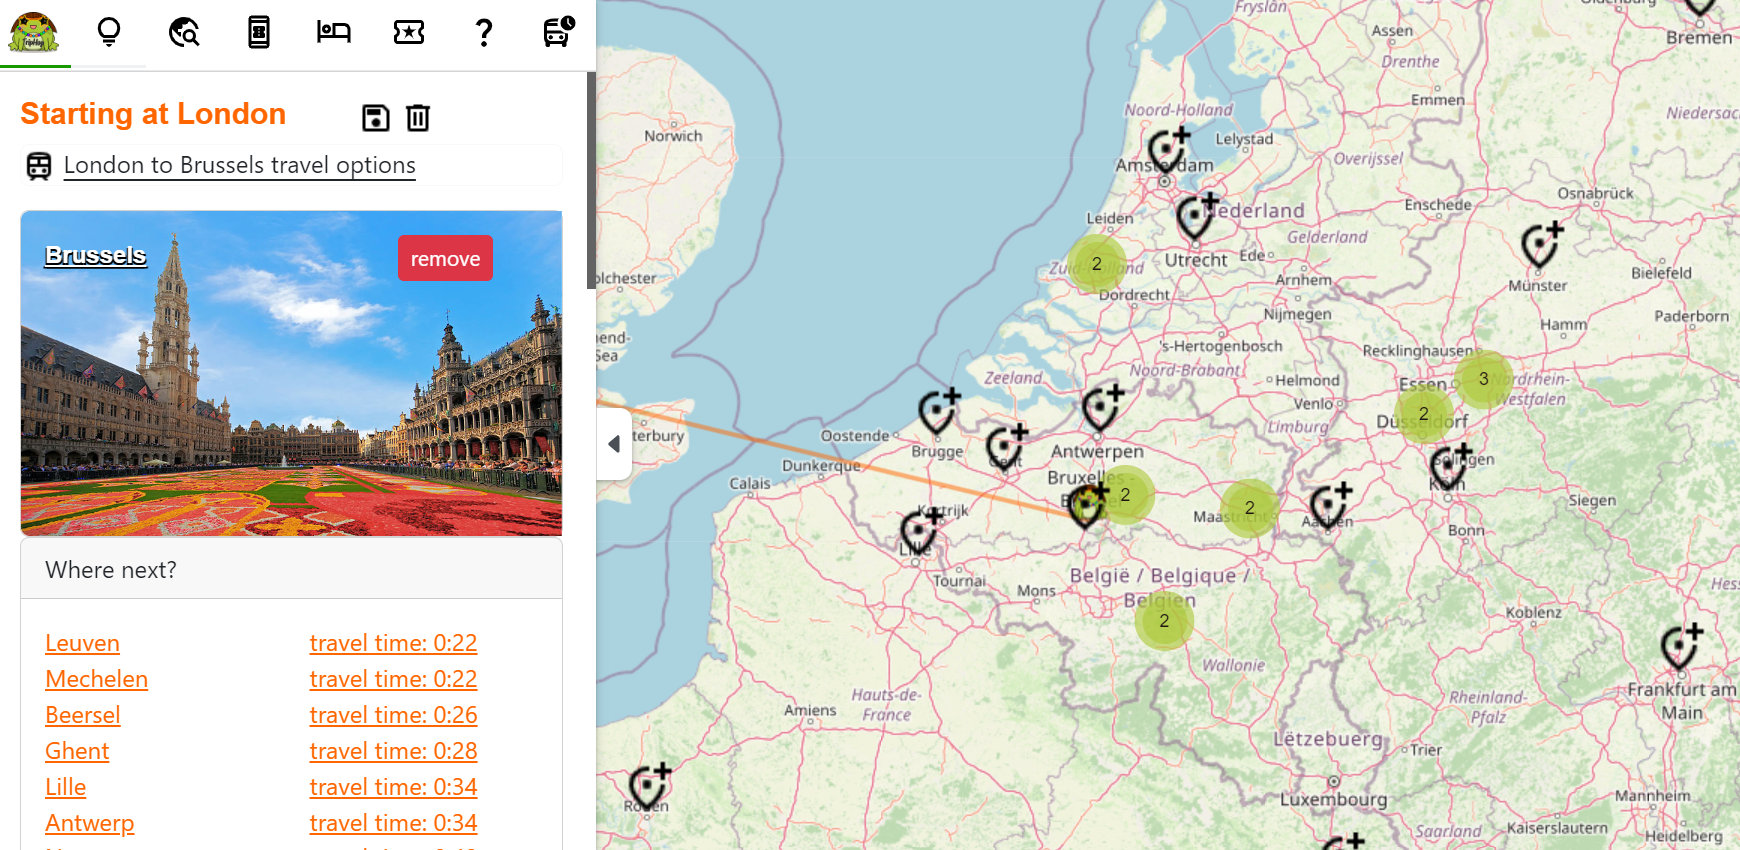 Starting at London
London to Brussels travel options
Brussels
remove
Where next?
Leuven travel time: 0:22
Mechelen travel time: 0:22
Beersel travel time: 0:26
Ghent travel time: 0:28
Lille travel time: 0:34
Antwerp travel time: 0:34
Fryslân
Assen
Bremen
Drenthe
Emmen
Noord-Holland
Norwich
Lelystad
Amsterdam
Overijssel
Osnabrück
Enschede
Leiden
Nederland
Gelderland
Utrecht
Ede
2
Zuid-Holland
Bielefeld
Arnhem
Münster
Dordrecht
Nijmegen
Paderborn
Hamm
's-Hertogenbosch
Recklinghausen
Noord-Brabant
Zeeland
Helmond
Essen
3
Nordrhein-
Westfalen
Venlo
2
Düsseldorf
Limburg
Oostende
Brugge
Gent
Antwerpen
Dunkerque
Solingen
Köln
Calais
Bruxelles -
2
Siegen
Kortrijk
Maastricht
2
Aachen
Bonn
Lille
Tournai
België / Belgique /
Belgien
Mons
Koblenz
2
Wallonie
Hauts-de-
France
Amiens
Rheinland-
Pfalz
Frankfurt am
Main
Lëtzebuerg
Trier
Luxembourg
Rouen
Mannheim
Saarland
Kaiserslautern
Heidelberg